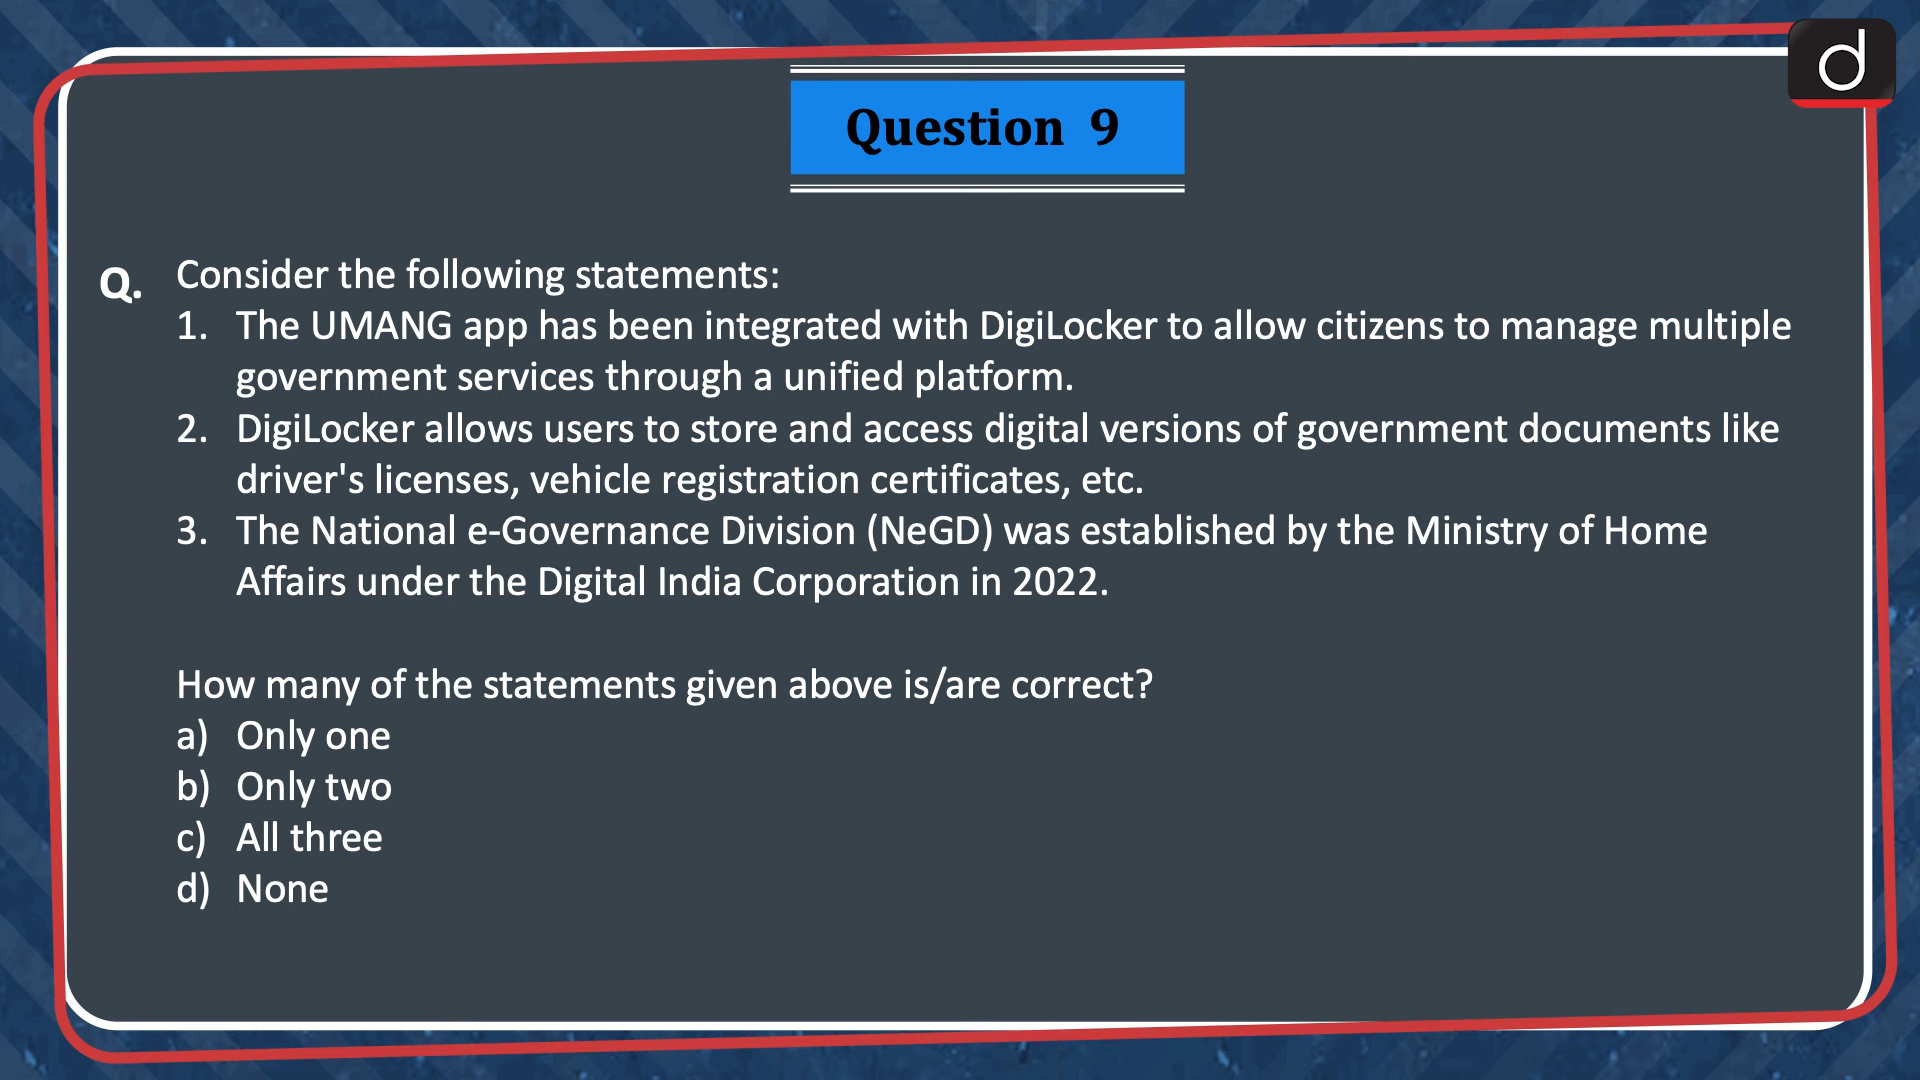 Question 9
Q. Consider the following statements:
1. The UMANG app has been integrated with DigiLocker to allow citizens to manage multiple
government services through a unified platform.
2. DigiLocker allows users to store and access digital versions of government documents like
driver's licenses, vehicle registration certificates, etc.
3. The National e-Governance Division (NeGD) was established by the Ministry of Home
Affairs under the Digital India Corporation in 2022.
How many of the statements given above is/are correct?
a) Only one
b) Only two
c) All three
d) None